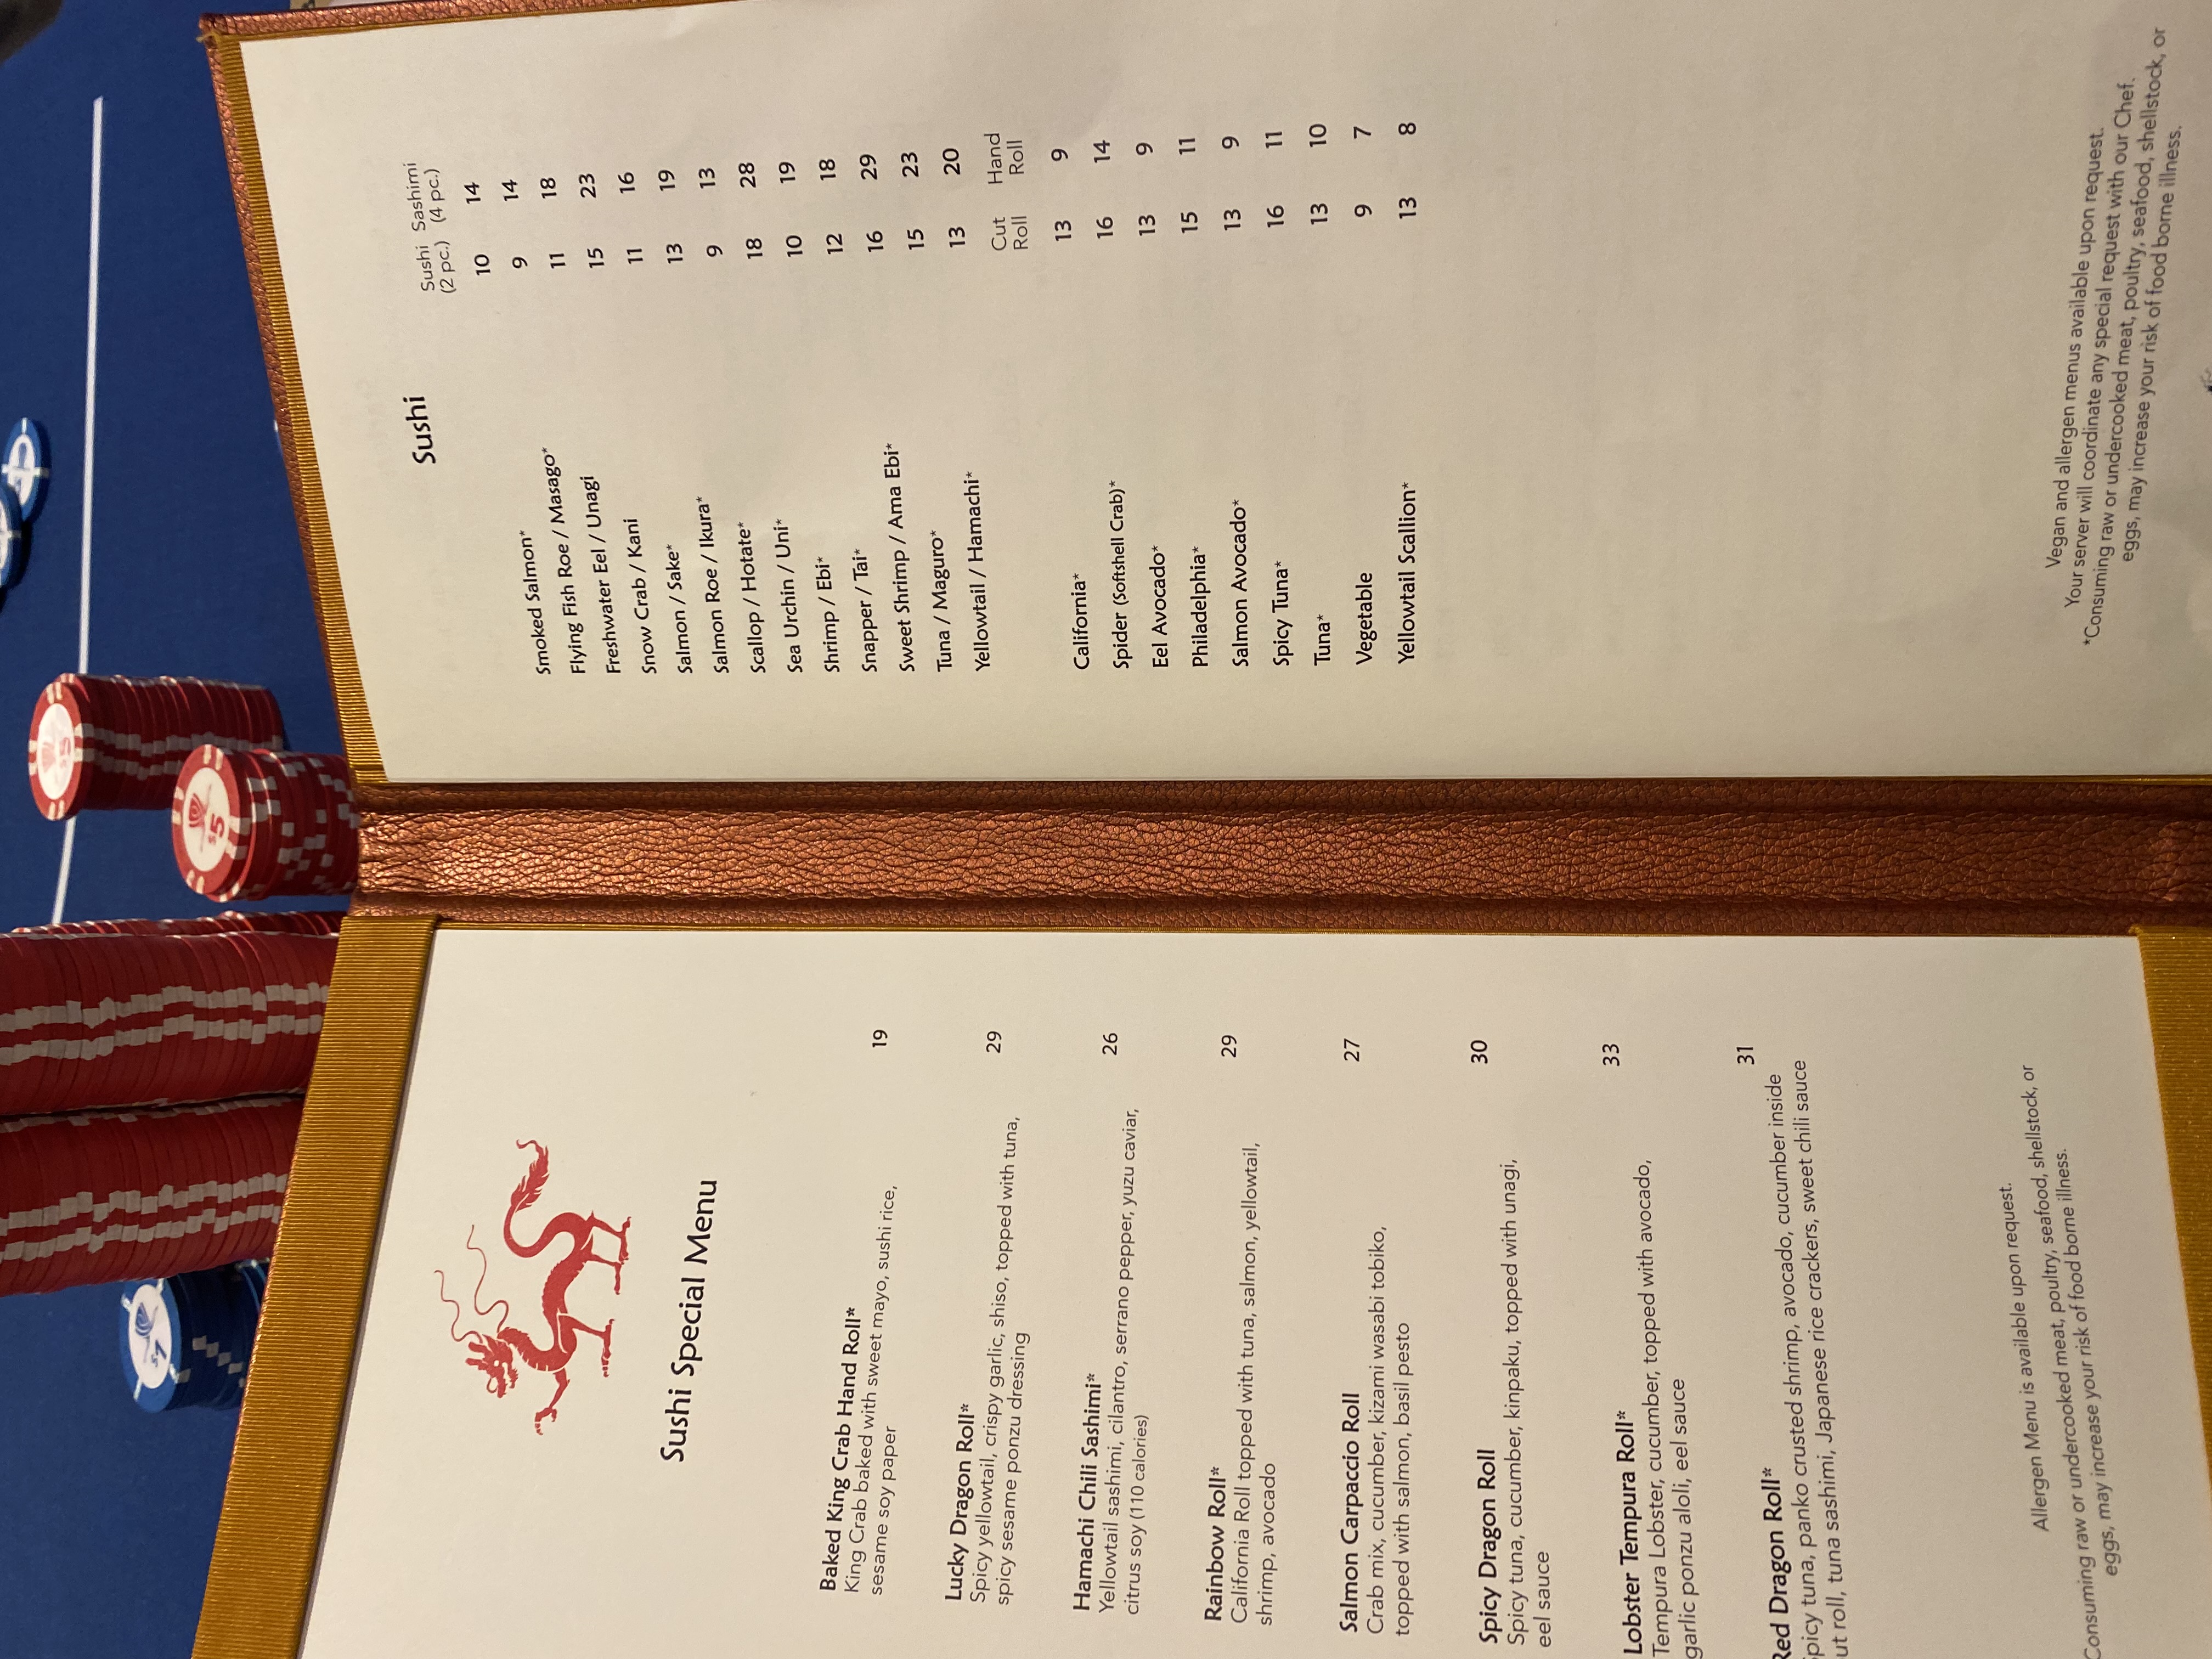 $1
$5
$5
Sushi Special Menu
Baked King Crab Hand Roll*
King Crab baked with sweet mayo, sushi rice, 19
sesame soy paper
Lucky Dragon Roll*
Spicy yellowtail, crispy garlic, shiso, topped with tuna, 29
spicy sesame ponzu dressing
Hamachi Chili Sashimi*
Yellowtail sashimi, cilantro, serrano pepper, yuzu caviar, 26
citrus soy (110 calories)
Rainbow Roll* 29
California Roll topped with tuna, salmon, yellowtail,
shrimp, avocado
Salmon Carpaccio Roll 27
Crab mix, cucumber, kizami wasabi tobiko,
topped with salmon, basil pesto
Spicy Dragon Roll 30
Spicy tuna, cucumber, kinpaku, topped with unagi,
eel sauce
Lobster Tempura Roll* 33
Tempura Lobster, cucumber, topped with avocado,
garlic ponzu aloli, eel sauce
Red Dragon Roll* 31
picy tuna, panko crusted shrimp, avocado, cucumber inside
ut roll, tuna sashimi, Japanese rice crackers, sweet chili sauce
Allergen Menu is available upon request.
Consuming raw or undercooked meat, poultry, seafood, shellstock, or
eggs, may increase your risk of food borne illness.
Sushi
Sushi Sashimi
(2 pc.) (4 pc.)
Smoked Salmon* 10 14
Flying Fish Roe / Masago* 9 14
Freshwater Eel / Unagi 11 18
Snow Crab / Kani 15 23
Salmon / Sake* 11 16
Salmon Roe / Ikura* 13 19
Scallop / Hotate* 9 13
Sea Urchin / Uni* 18 28
Shrimp / Ebi* 10 19
Snapper / Tai* 12 18
Sweet Shrimp / Ama Ebi* 16 29
Tuna / Maguro* 15 23
Yellowtail / Hamachi* 13 20
Cut Hand
Roll Roll
California* 13 9
Spider (Softshell Crab)* 16 14
Eel Avocado* 13 9
Philadelphia* 15 11
Salmon Avocado* 13 9
Spicy Tuna* 16 11
Tuna* 13 10
Vegetable 9 7
Yellowtail Scallion* 13 8
Vegan and allergen menus available upon request.
Your server will coordinate any special request with our Chef.
*Consuming raw or undercooked meat, poultry, seafood, shellstock, or
eggs, may increase your risk of food borne illness.